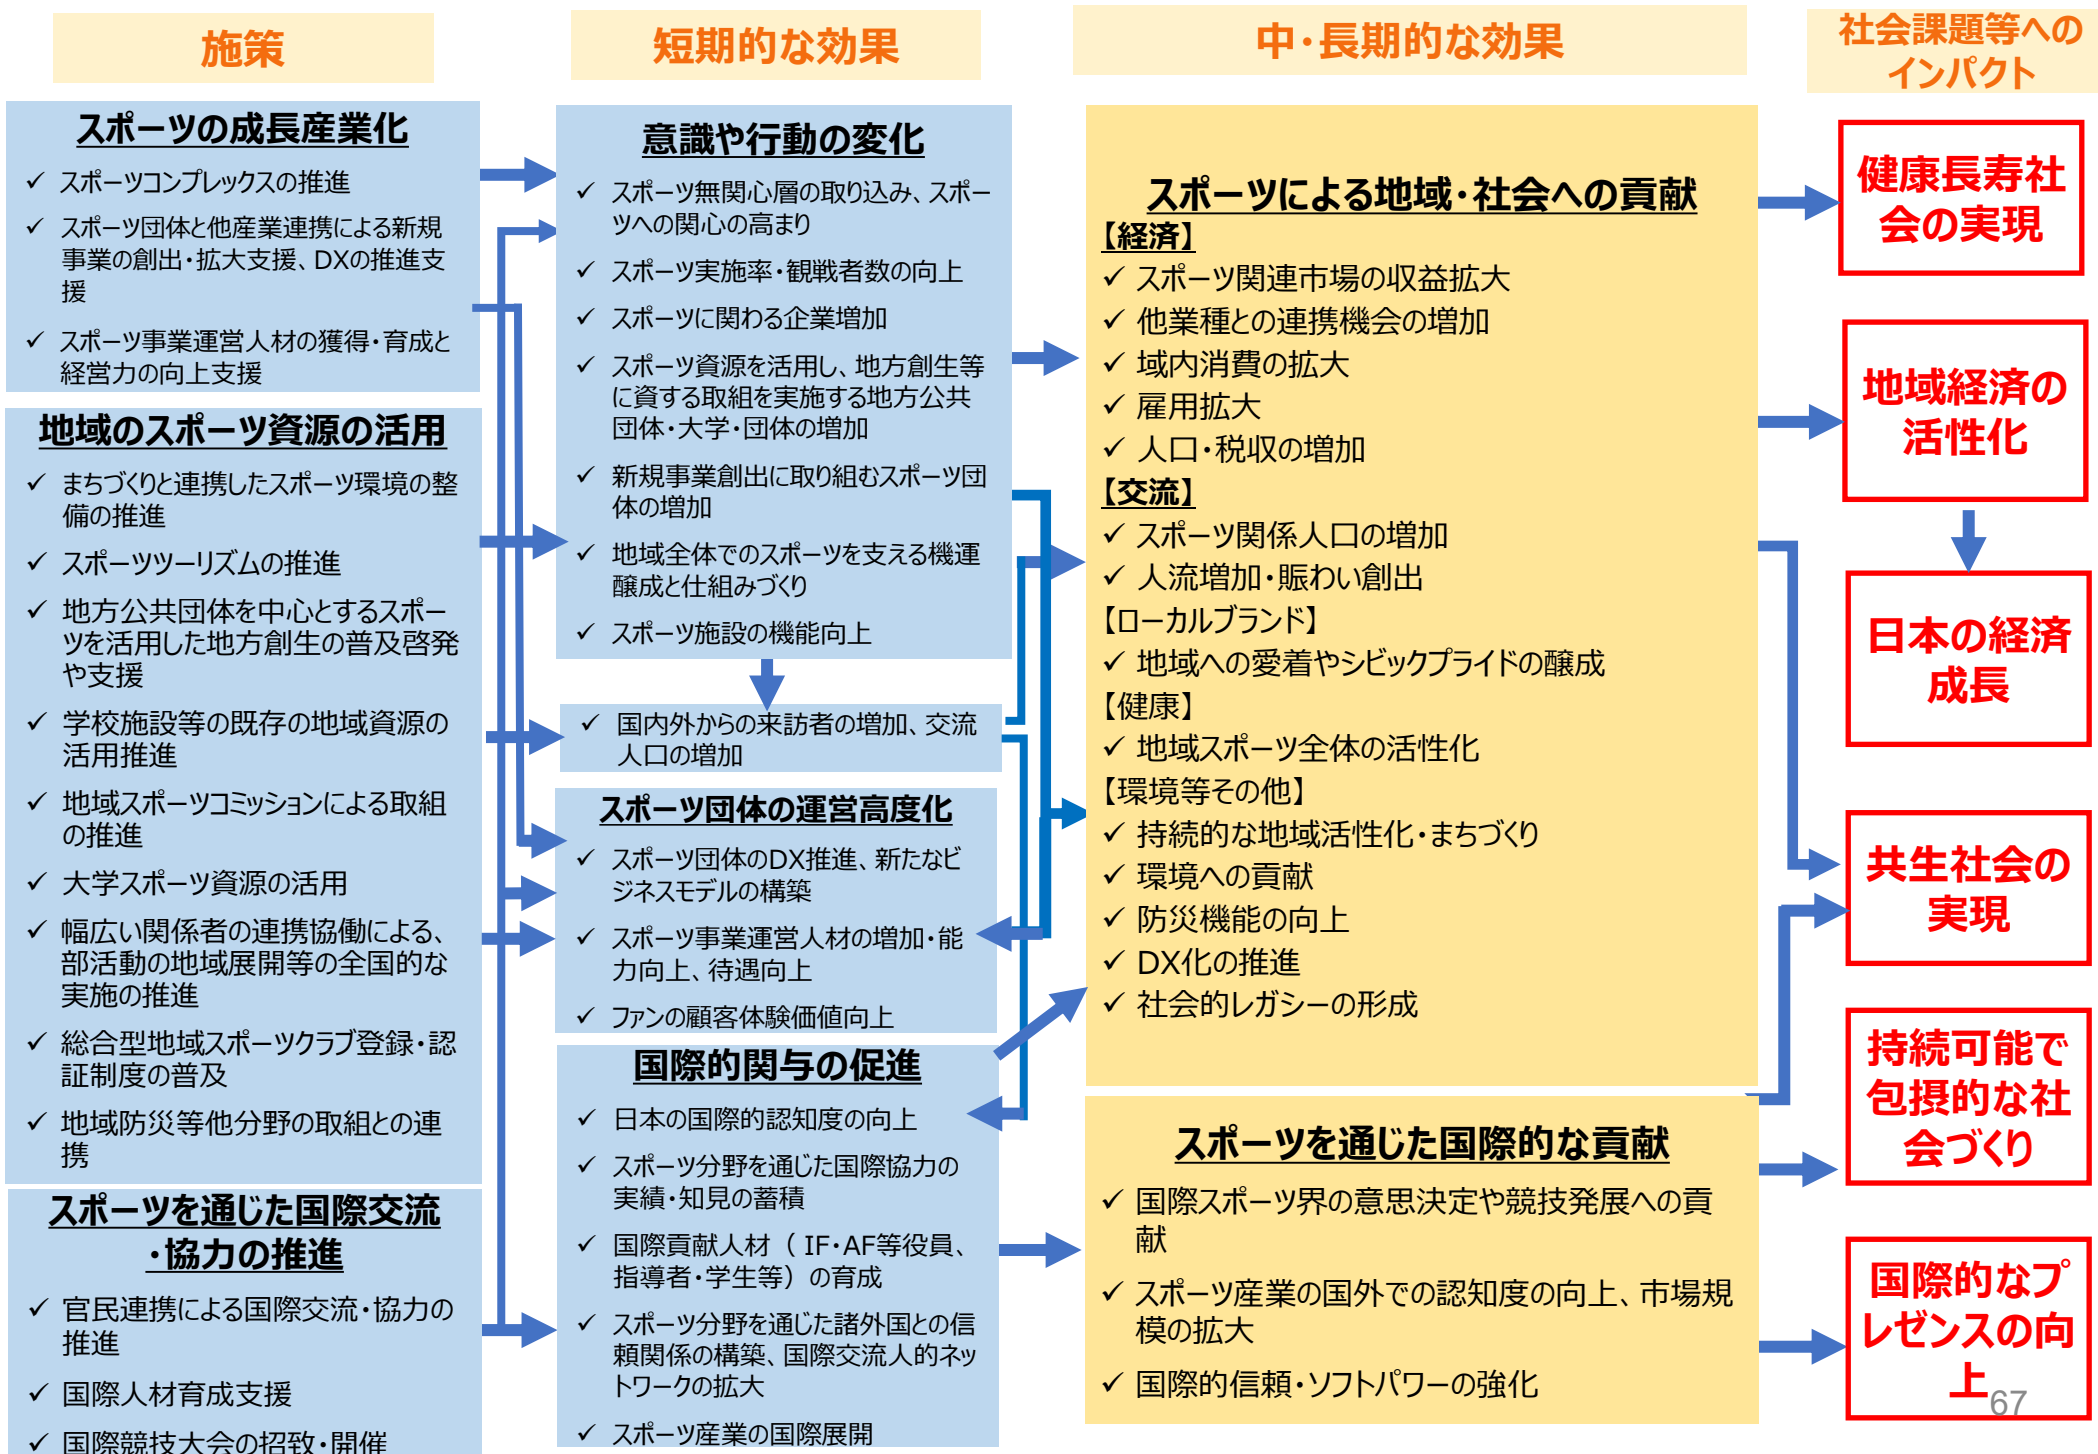 施策
スポーツの成長産業化
✓ スポーツコンプレックスの推進
✓ スポーツ団体と他産業連携による新規
事業の創出・拡大支援、DXの推進支
援
✓ スポーツ事業運営人材の獲得・育成と
経営力の向上支援
地域のスポーツ資源の活用
✓ まちづくりと連携したスポーツ環境の整
備の推進
✓ スポーツツーリズムの推進
✓ 地方公共団体を中心とするスポー
ツを活用した地方創生の普及啓発
や支援
✓ 学校施設等の既存の地域資源の
活用推進
✓ 地域スポーツコミッションによる取組
の推進
✓ 大学スポーツ資源の活用
✓ 幅広い関係者の連携協働による、
部活動の地域展開等の全国的な
実施の推進
✓ 総合型地域スポーツクラブ登録・認
証制度の普及
✓ 地域防災等他分野の取組との連
携
スポーツを通じた国際交流
・協力の推進
✓ 官民連携による国際交流・協力の
推進
✓ 国際人材育成支援
✓ 国際競技大会の招致・開催
短期的な効果
意識や行動の変化
✓ スポーツ無関心層の取り込み、スポー
ツへの関心の高まり
✓ スポーツ実施率・観戦者数の向上
✓ スポーツに関わる企業増加
✓ スポーツ資源を活用し、地方創生等
に資する取組を実施する地方公共
団体・大学・団体の増加
✓ 新規事業創出に取り組むスポーツ団
体の増加
✓ 地域全体でのスポーツを支える機運
醸成と仕組みづくり
✓ スポーツ施設の機能向上
✓ 国内外からの来訪者の増加、交流
人口の増加
スポーツ団体の運営高度化
✓ スポーツ団体のDX推進、新たなビ
ジネスモデルの構築
✓ スポーツ事業運営人材の増加・能
力向上、待遇向上
✓ ファンの顧客体験価値向上
国際的関与の促進
✓ 日本の国際的認知度の向上
✓ スポーツ分野を通じた国際協力の
実績・知見の蓄積
✓ 国際貢献人材（ IF・AF等役員、
指導者・学生等）の育成
✓ スポーツ分野を通じた諸外国との信
頼関係の構築、国際交流人的ネッ
トワークの拡大
✓ スポーツ産業の国際展開
中・長期的な効果
スポーツによる地域・社会への貢献
【経済】
✓ スポーツ関連市場の収益拡大
✓ 他業種との連携機会の増加
✓ 域内消費の拡大
✓ 雇用拡大
✓ 人口・税収の増加
【交流】
✓ スポーツ関係人口の増加
✓ 人流増加・賑わい創出
【ローカルブランド】
✓ 地域への愛着やシビックプライドの醸成
【健康】
✓ 地域スポーツ全体の活性化
【環境等その他】
✓ 持続的な地域活性化・まちづくり
✓ 環境への貢献
✓ 防災機能の向上
✓ DX化の推進
✓ 社会的レガシーの形成
スポーツを通じた国際的な貢献
✓ 国際スポーツ界の意思決定や競技発展への貢
献
✓ スポーツ産業の国外での認知度の向上、市場規
模の拡大
✓ 国際的信頼・ソフトパワーの強化
社会課題等への
インパクト
健康長寿社
会の実現
地域経済の
活性化
日本の経済
成長
共生社会の
実現
持続可能で
包摂的な社
会づくり
国際的なプ
レゼンスの向
上
67